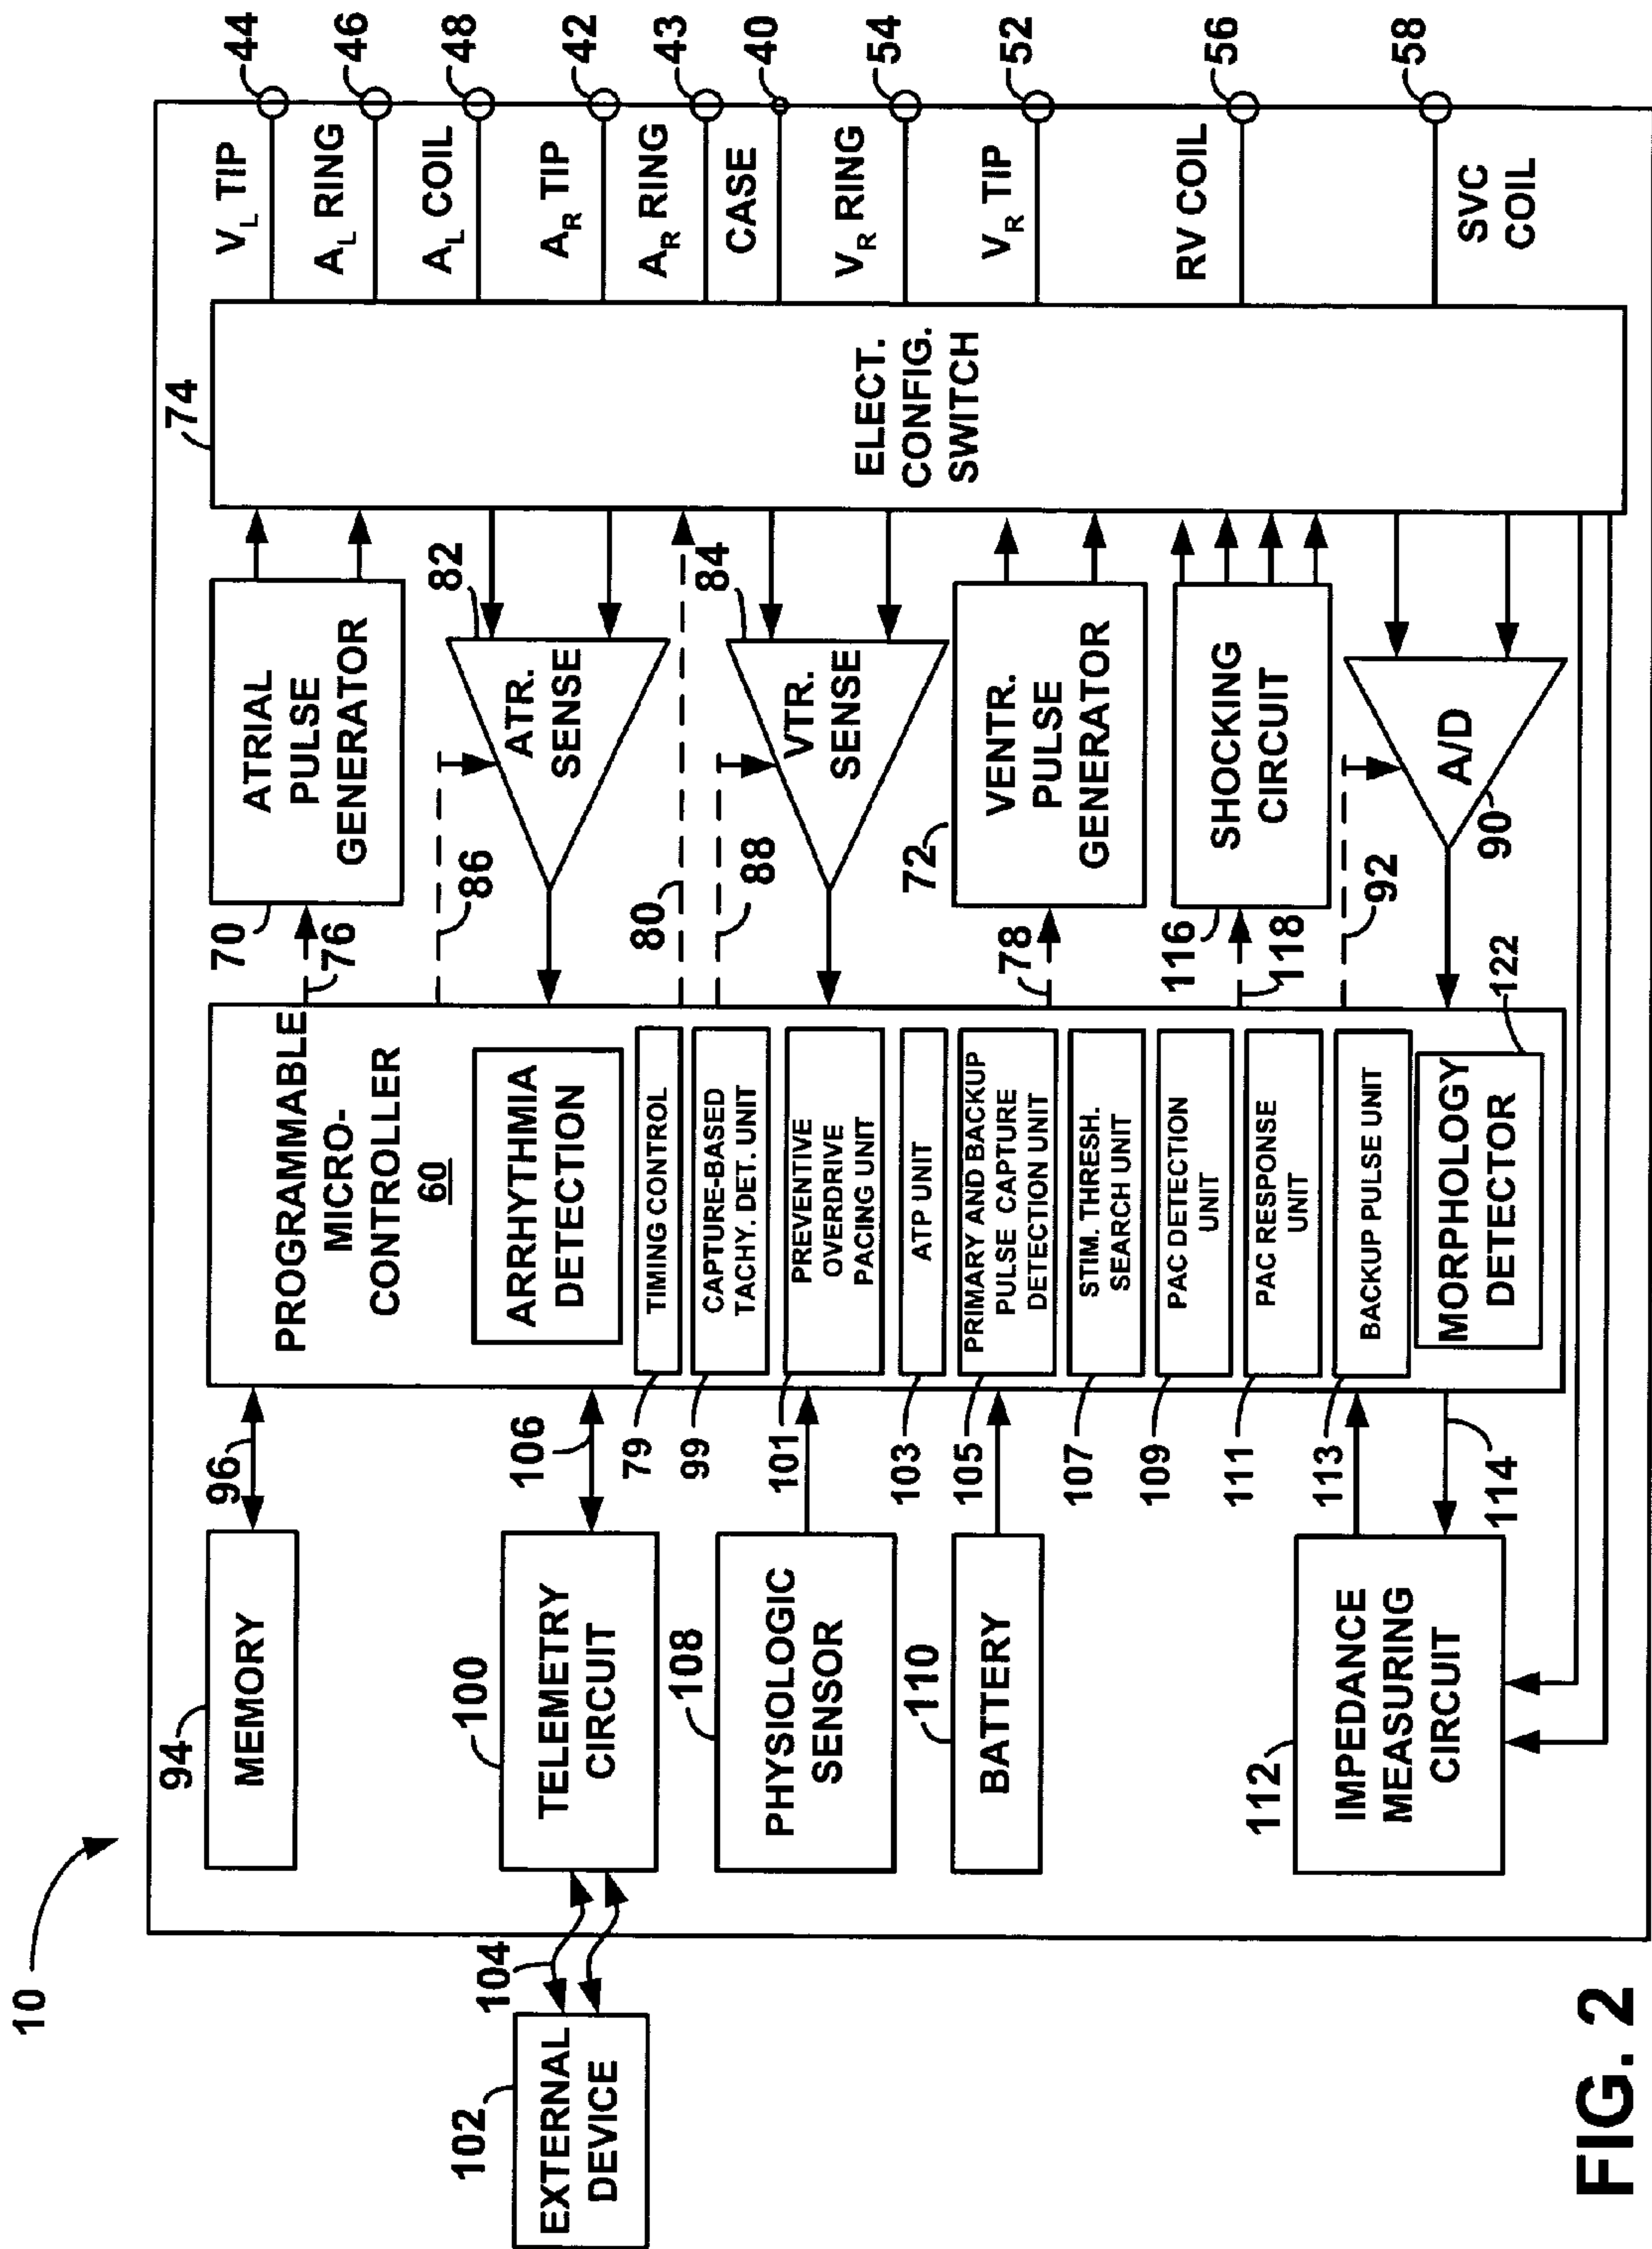 10
102
EXTERNAL
DEVICE
104
94
MEMORY
96
100
TELEMETRY
CIRCUIT
106
108
PHYSIOLOGIC
SENSOR
110
BATTERY
112
IMPEDANCE
MEASURING
CIRCUIT
114
PROGRAMMABLE
MICRO-
CONTROLLER
60
ARRHYTHMIA
DETECTION
79
TIMING CONTROL
99
CAPTURE-BASED
TACHY. DET. UNIT
101
PREVENTIVE
OVERDRIVE
PACING UNIT
103
ATP UNIT
105
PRIMARY AND BACKUP
PULSE CAPTURE
DETECTION UNIT
107
STIM. THRESH.
SEARCH UNIT
109
PAC DETECTION
UNIT
111
PAC RESPONSE
UNIT
113
BACKUP PULSE UNIT
MORPHOLOGY
DETECTOR
122
70
76
ATRIAL
PULSE
GENERATOR
86
82
ATR.
SENSE
80
88
84
VTR.
SENSE
72
78
VENTR.
PULSE
GENERATOR
116
118
SHOCKING
CIRCUIT
92
A/D
90
74
ELECT.
CONFIG.
SWITCH
VL TIP
44
AL RING
46
AL COIL
48
AR TIP
42
AR RING
43
CASE
40
VR RING
54
VR TIP
52
RV COIL
56
SVC
COIL
58
FIG. 2